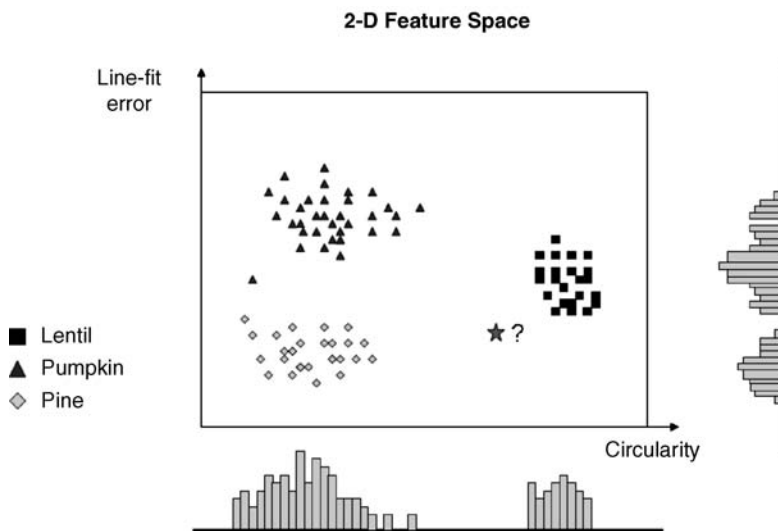 2-D Feature Space
Line-fit
error
?
Lentil
Pumpkin
Pine
Circularity